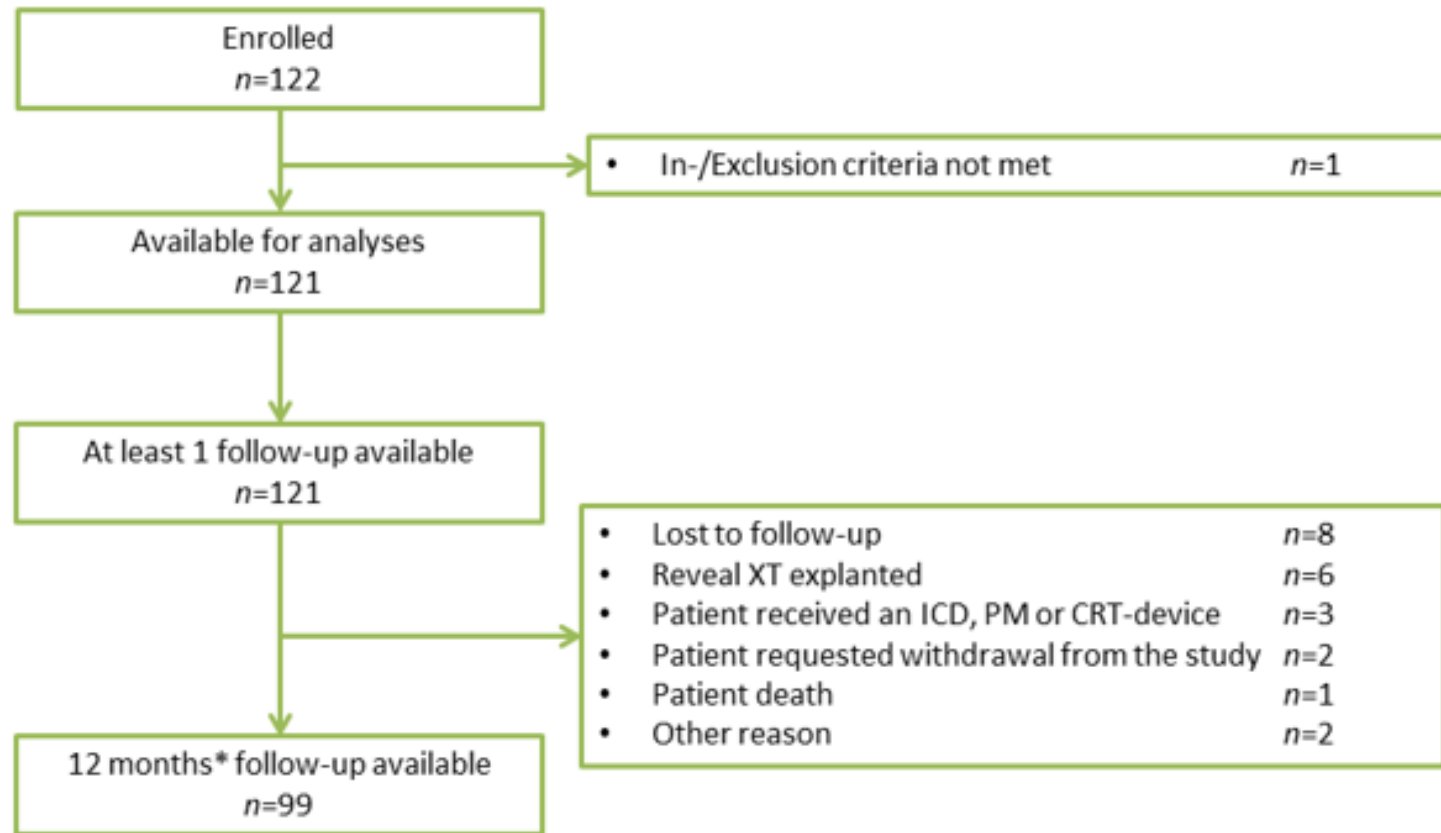 Enrolled
n=122
• In-/Exclusion criteria not met n=1
Available for analyses
n=121
At least 1 follow-up available
n=121
• Lost to follow-up n=8
• Reveal XT explanted n=6
• Patient received an ICD, PM or CRT-device n=3
• Patient requested withdrawal from the study n=2
• Patient death n=1
• Other reason n=2
12 months* follow-up available
n=99